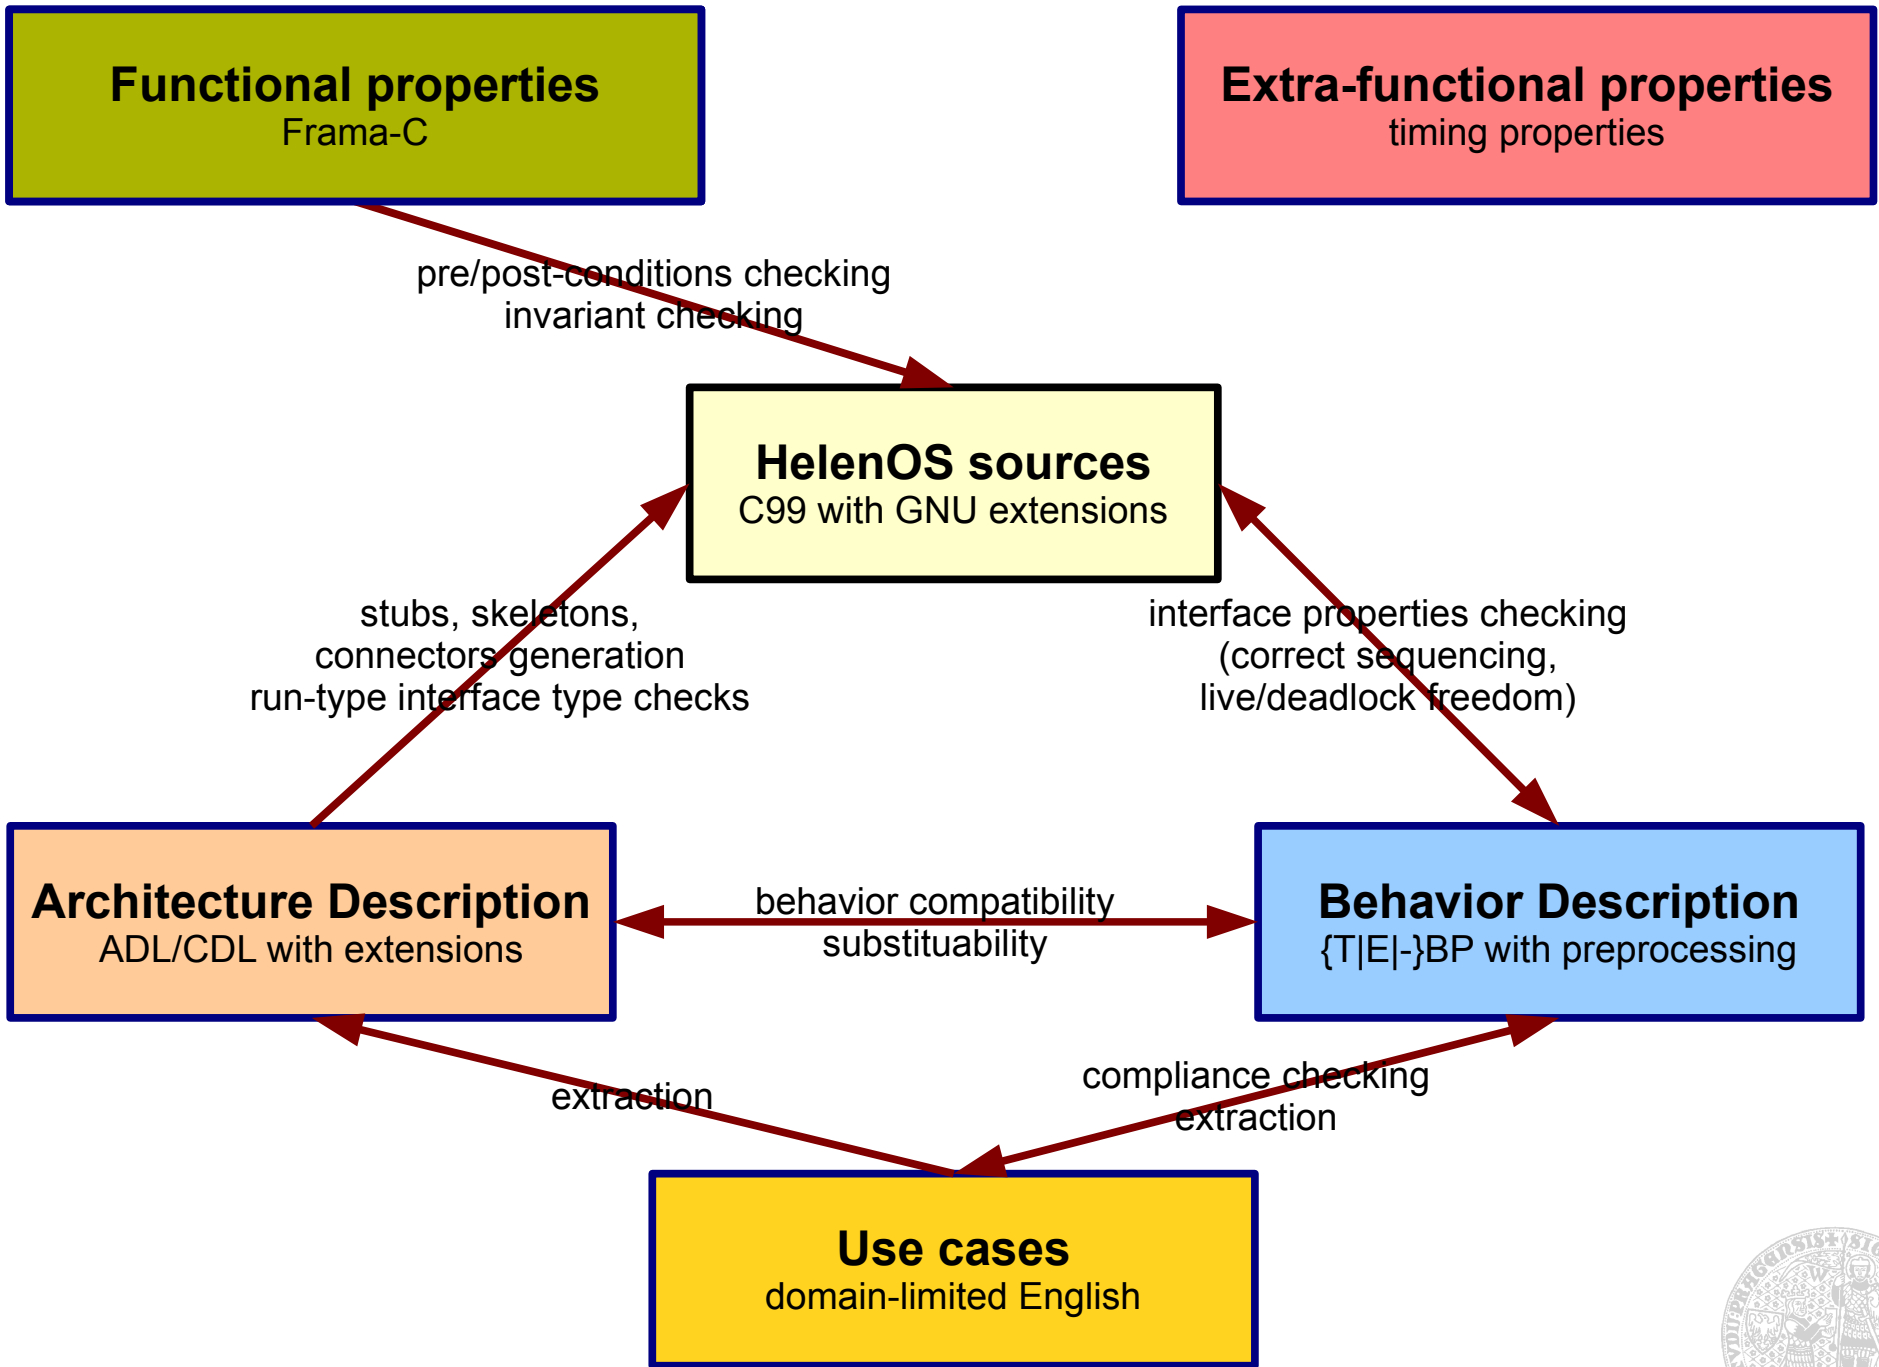 Functional properties
Frama-C
Extra-functional properties
timing properties
pre/post-conditions checking
invariant checking
HelenOS sources
C99 with GNU extensions
stubs, skeletons,
connectors generation
run-type interface type checks
interface properties checking
(correct sequencing,
live/deadlock freedom)
Architecture Description
ADL/CDL with extensions
behavior compatibility
substituability
Behavior Description
{T|E|-}BP with preprocessing
extraction
compliance checking
extraction
Use cases
domain-limited English